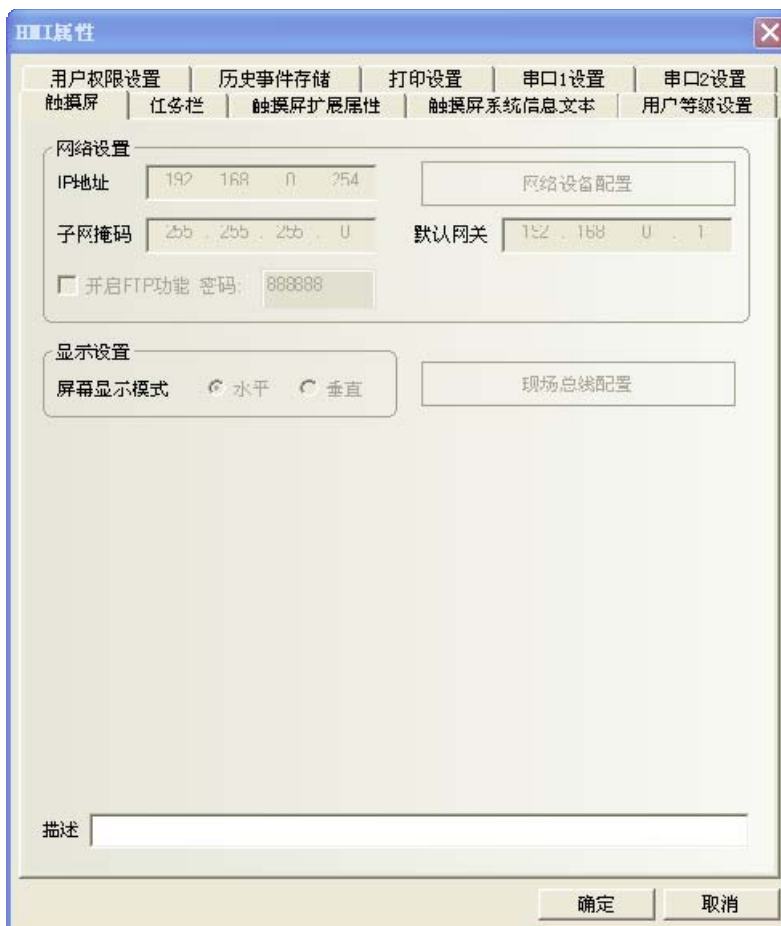 HMI属性
用户权限设置 历史事件存储 打印设置 串口1设置 串口2设置
触摸屏 任务栏 触摸屏扩展属性 触摸屏系统信息文本 用户等级设置
网络设置
IP地址 192 168 0 254 网络设备配置
子网掩码 255 . 255 . 255 . 0 默认网关 192 . 168 0 . 1
开启FTP功能 密码: 888888
显示设置
屏幕显示模式 水平 垂直 现场总线配置
描述
确定 取消